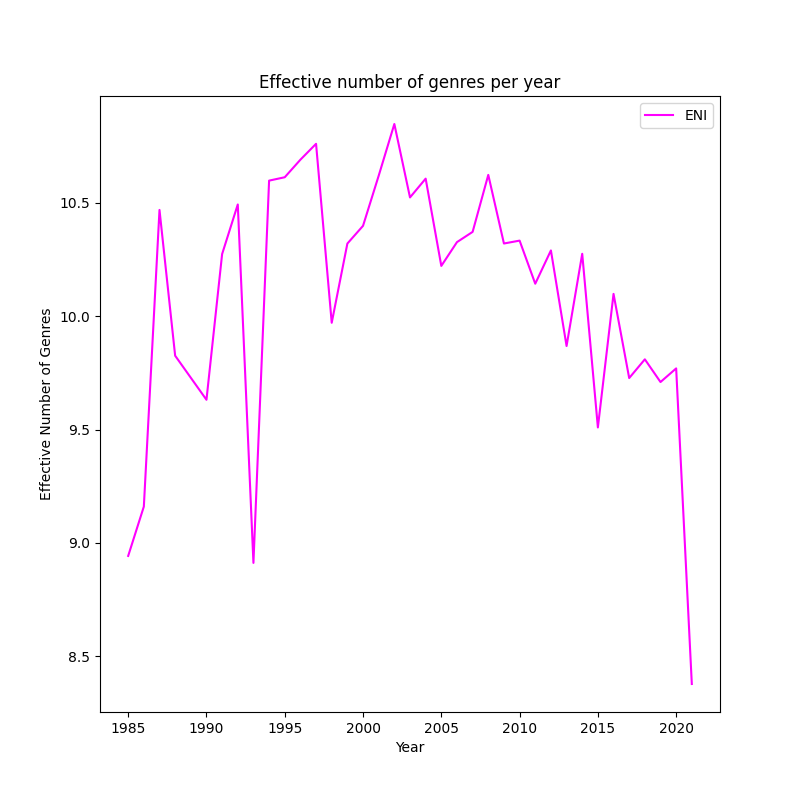 Effective number of genres per year
ENI
Effective Number of Genres
10.5
10.0
9.5
9.0
8.5
1985 1990 1995 2000 2005 2010 2015 2020
Year